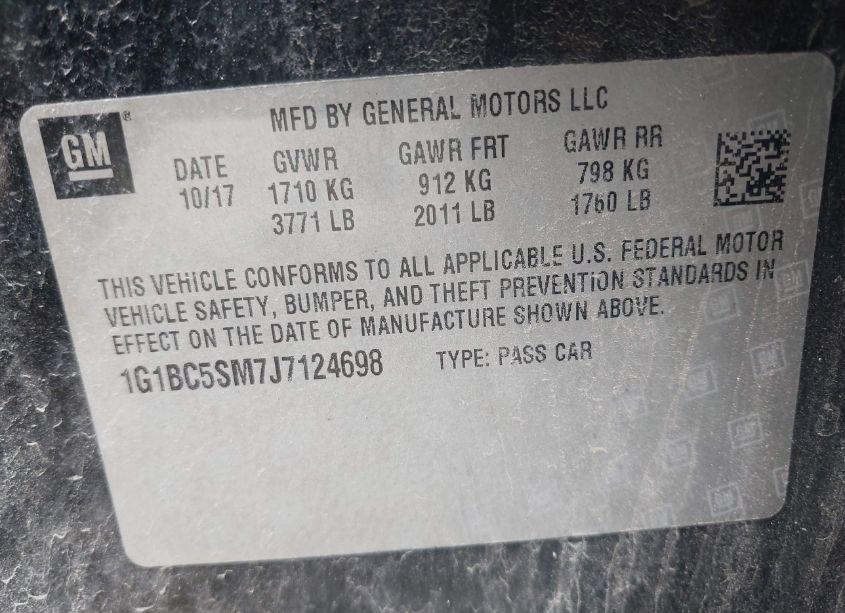 GM ®
MFD BY GENERAL MOTORS LLC
DATE GVWR GAWR FRT GAWR RR
10/17 1710 KG 912 KG 798 KG
3771 LB 2011 LB 1760 LB
THIS VEHICLE CONFORMS TO ALL APPLICABLE U.S. FEDERAL MOTOR
VEHICLE SAFETY, BUMPER, AND THEFT PREVENTION STANDARDS IN
EFFECT ON THE DATE OF MANUFACTURE SHOWN ABOVE.
1G1BC5SM7J7124698 TYPE: PASS CAR